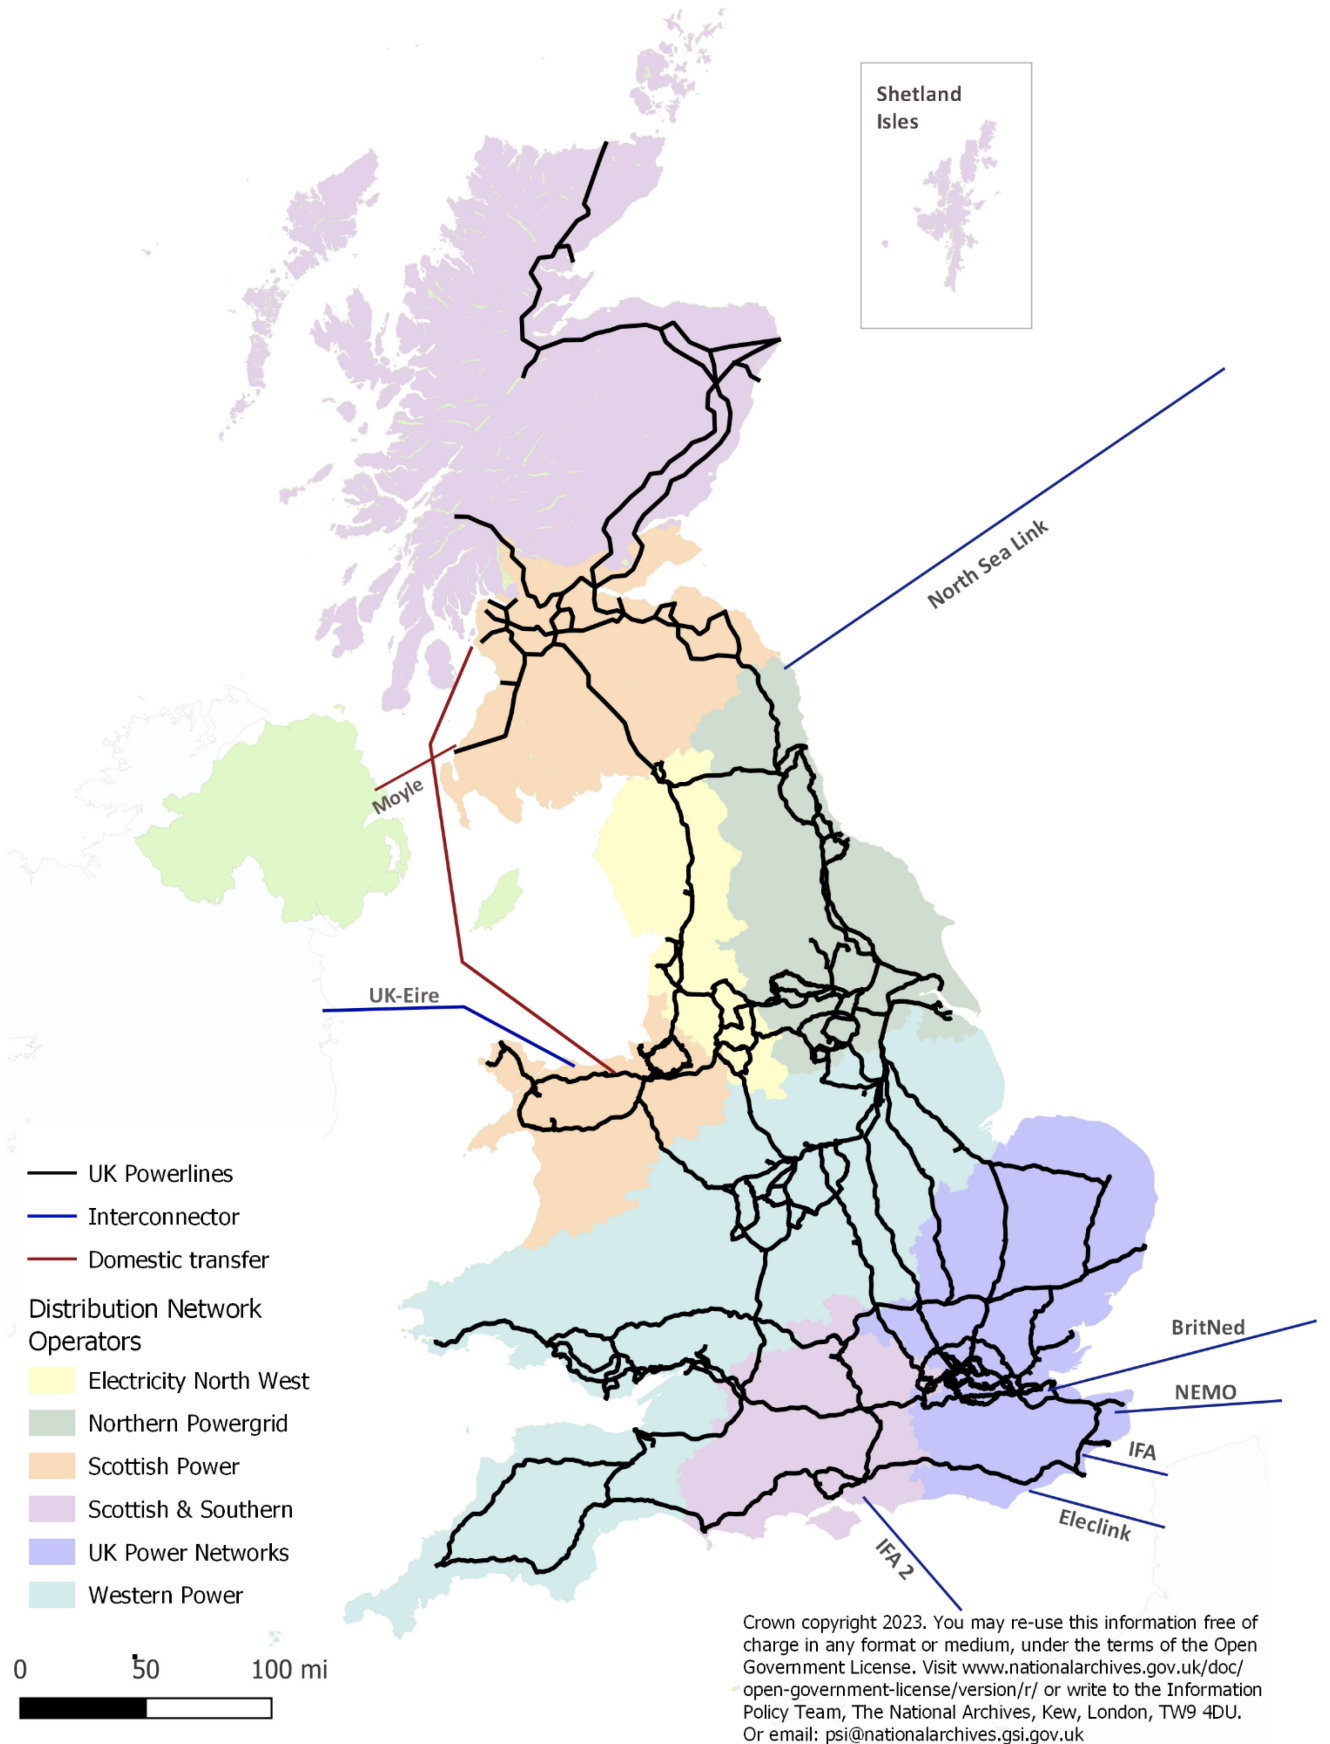 Shetland
Isles
North Sea Link
Moyle
UK-Eire
UK Powerlines
Interconnector
Domestic transfer
Distribution Network
Operators
Electricity North West
Northern Powergrid
Scottish Power
Scottish & Southern
UK Power Networks
Western Power
BritNed
NEMO
IFA
Eleclink
IFA 2
0 50 100 mi
Crown copyright 2023. You may re-use this information free of
charge in any format or medium, under the terms of the Open
Government License. Visit www.nationalarchives.gov.uk/doc/
open-government-license/version/r/ or write to the Information
Policy Team, The National Archives, Kew, London, TW9 4DU.
Or email: psi@nationalarchives.gsi.gov.uk